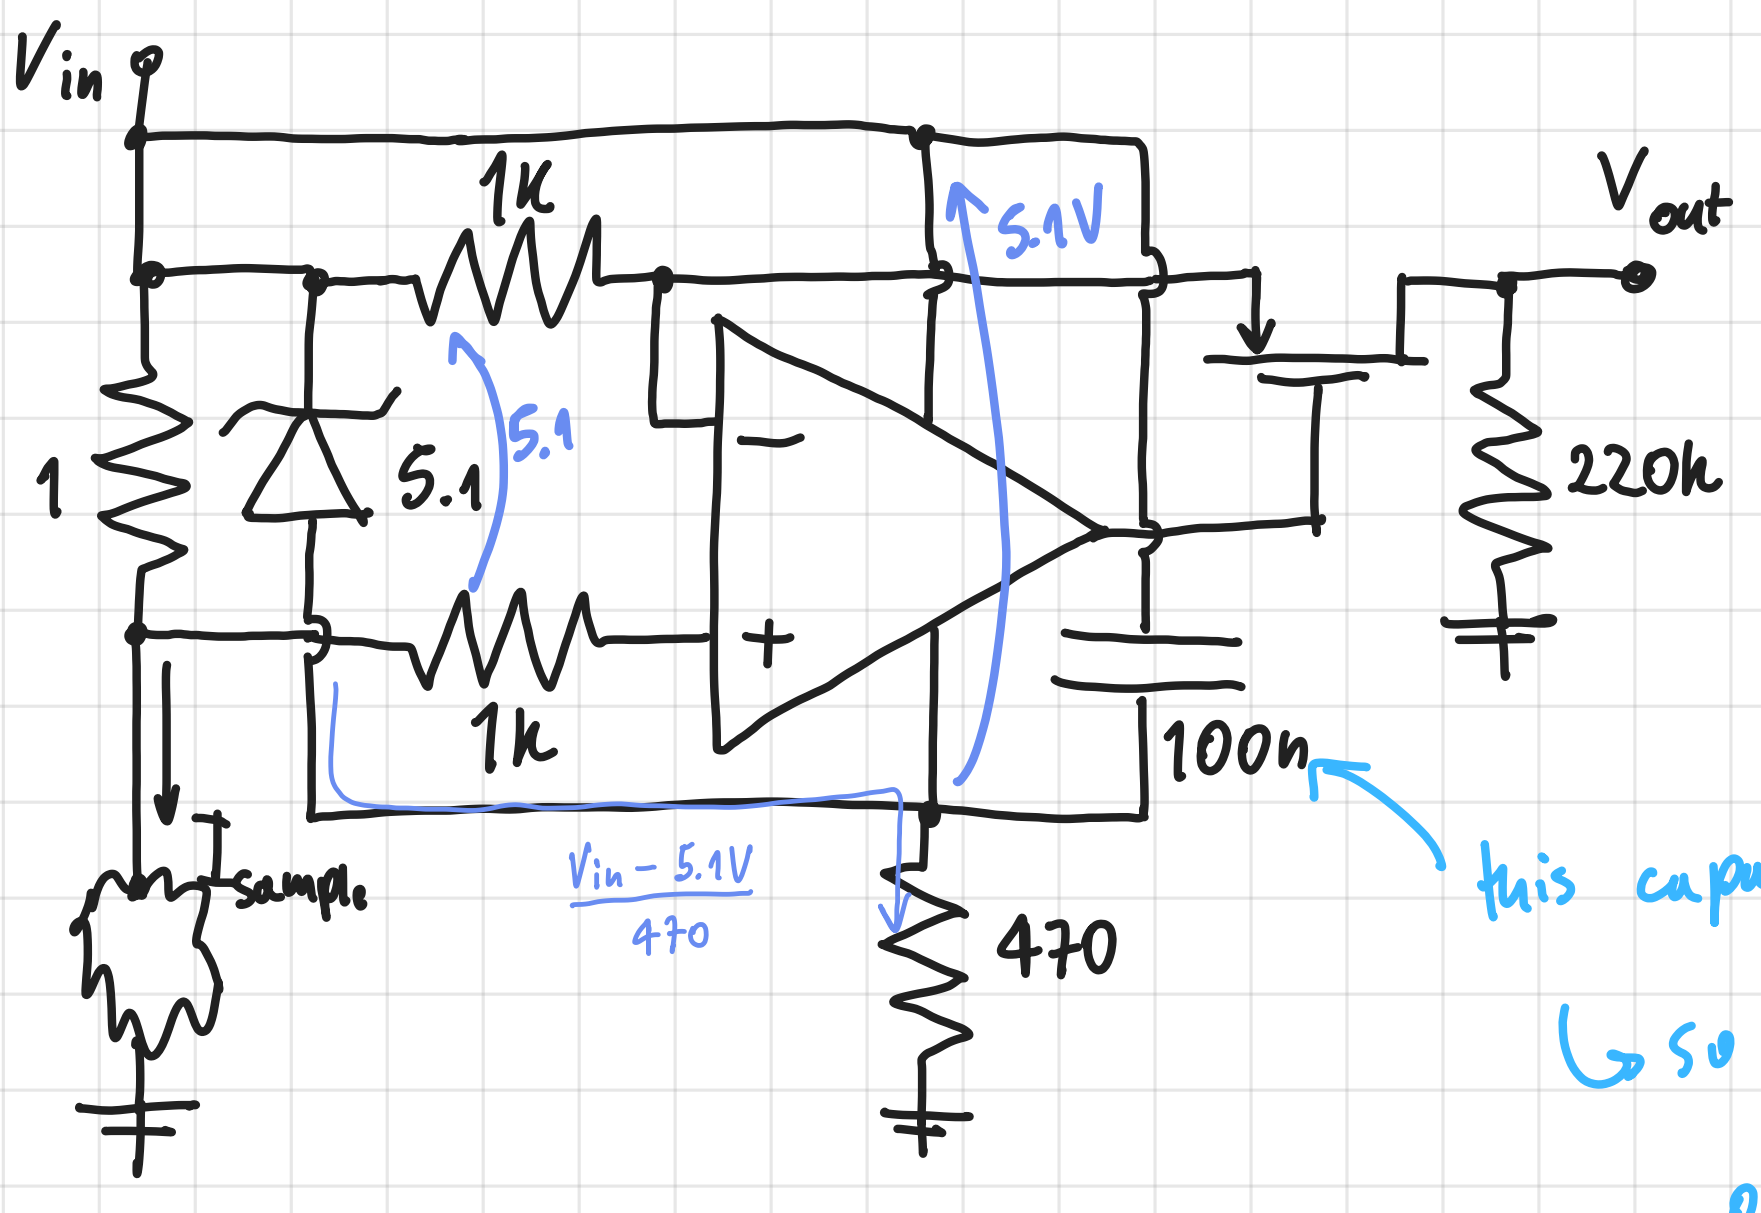 Vin
1K
5.1V
Vout
5.1
5.1
1
220k
-
+
1k
100n
Isample
Vin - 5.1V
470
470
this
so